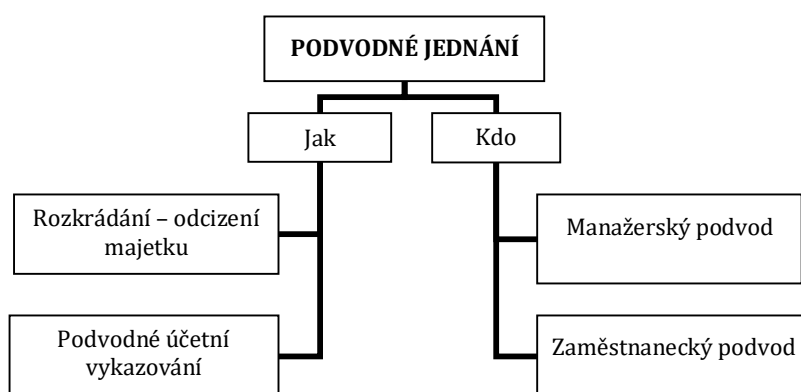 PODVODNÉ JEDNÁNÍ
Jak
Kdo
Rozkrádání – odcizení
majetku
Manažerský podvod
Podvodné účetní
vykazování
Zaměstnanecký podvod